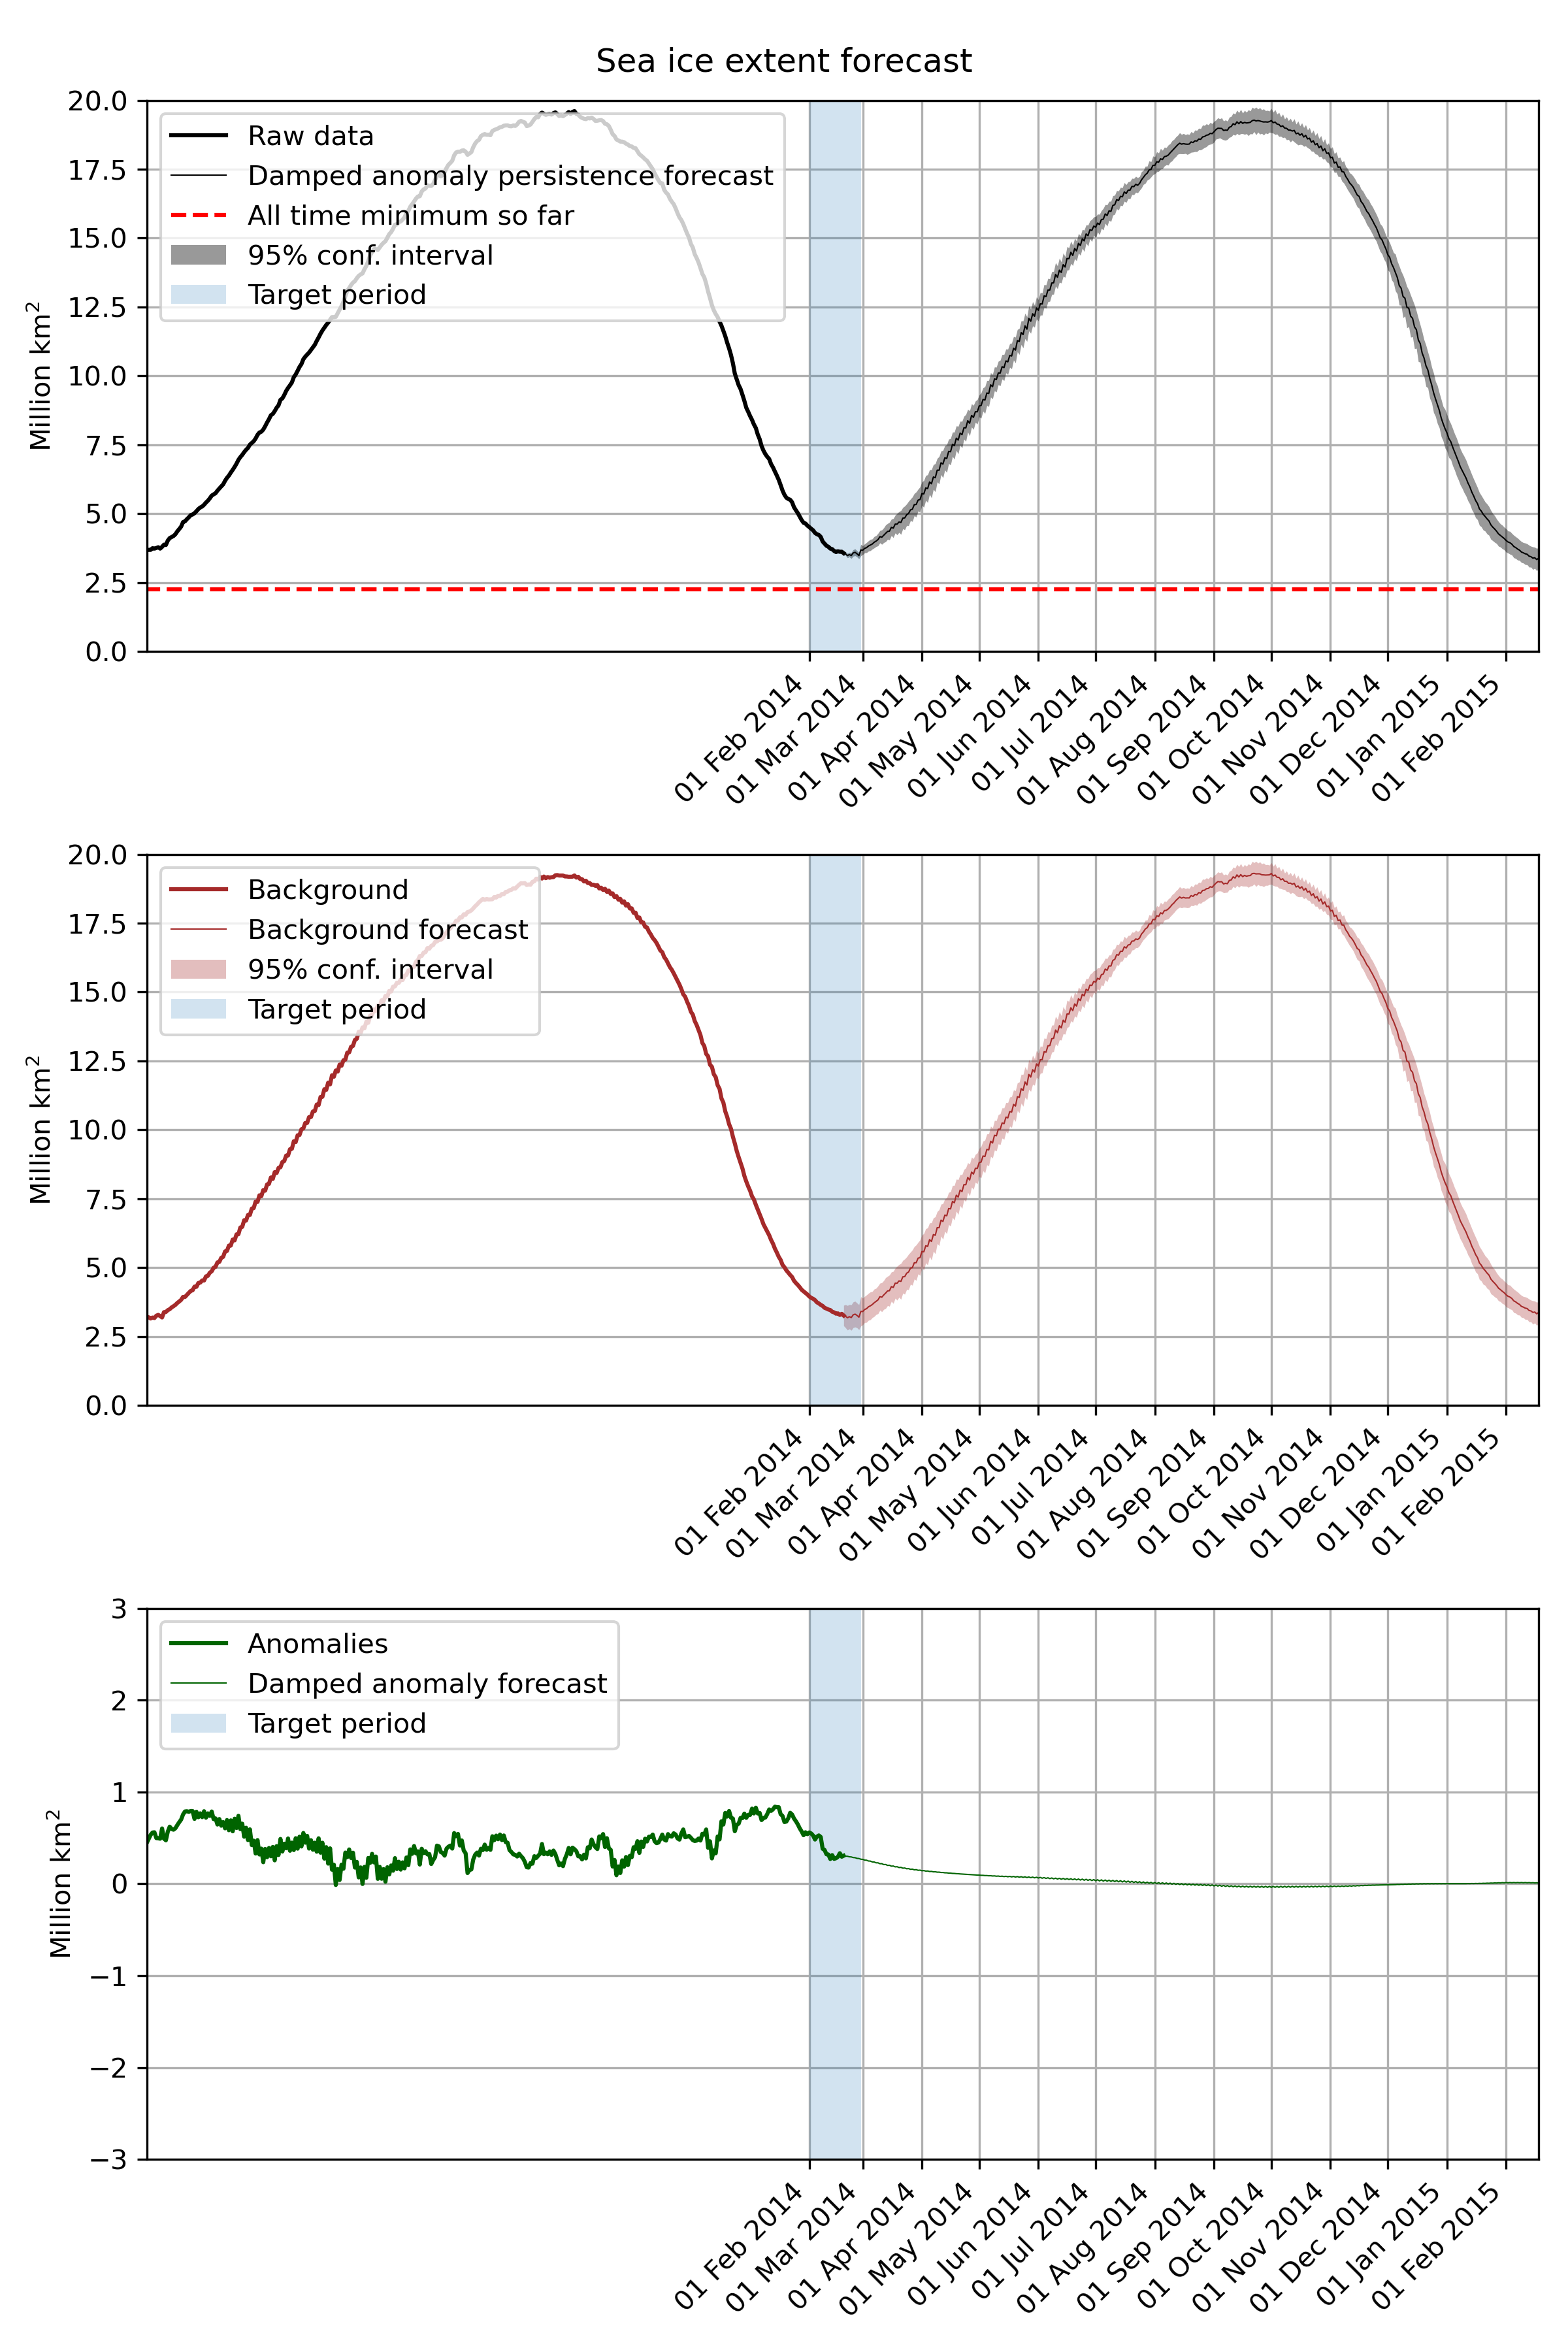 Sea ice extent forecast
20.0
17.5
15.0
12.5
10.0
7.5
5.0
2.5
0.0
Million km²
Raw data
Damped anomaly persistence forecast
All time minimum so far
95% conf. interval
Target period
01 Feb 2014
01 Mar 2014
01 Apr 2014
01 May 2014
01 Jun 2014
01 Jul 2014
01 Aug 2014
01 Sep 2014
01 Oct 2014
01 Nov 2014
01 Dec 2014
01 Jan 2015
01 Feb 2015
20.0
17.5
15.0
12.5
10.0
7.5
5.0
2.5
0.0
Million km²
Background
Background forecast
95% conf. interval
Target period
01 Feb 2014
01 Mar 2014
01 Apr 2014
01 May 2014
01 Jun 2014
01 Jul 2014
01 Aug 2014
01 Sep 2014
01 Oct 2014
01 Nov 2014
01 Dec 2014
01 Jan 2015
01 Feb 2015
3
2
1
0
−1
−2
−3
Million km²
Anomalies
Damped anomaly forecast
Target period
01 Feb 2014
01 Mar 2014
01 Apr 2014
01 May 2014
01 Jun 2014
01 Jul 2014
01 Aug 2014
01 Sep 2014
01 Oct 2014
01 Nov 2014
01 Dec 2014
01 Jan 2015
01 Feb 2015